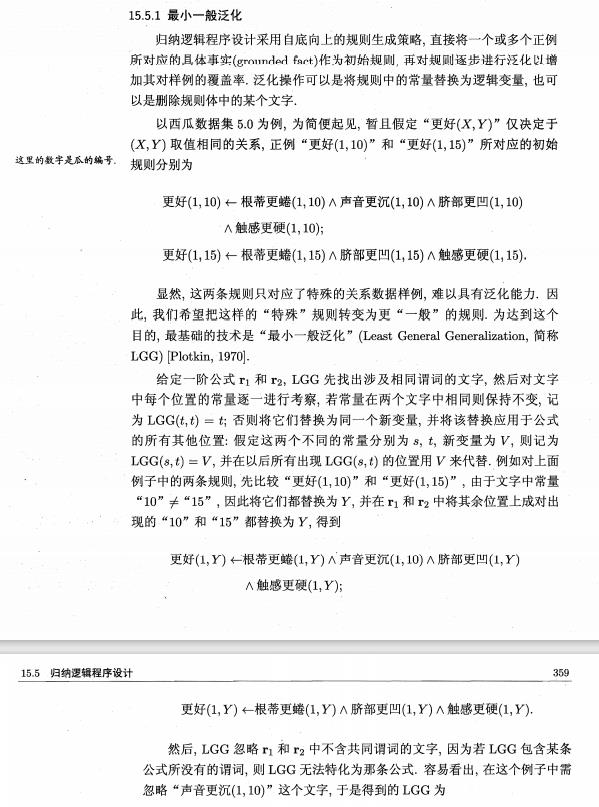 15.5.1 最小一般泛化
归纳逻辑程序设计采用自底向上的规则生成策略, 直接将一个或多个正例
所对应的具体事实(grounded fact)作为初始规则, 再对规则逐步进行泛化以增
加其对样例的覆盖率. 泛化操作可以是将规则中的常量替换为逻辑变量, 也可
以是删除规则体中的某个文字.
以西瓜数据集 5.0 为例, 为简便起见, 暂且假定“更好(X,Y)”仅决定于
这里的数字是瓜的编号.
(X,Y) 取值相同的关系, 正例“更好(1,10)”和“更好(1,15)”所对应的初始
规则分别为
更好(1,10) ← 根蒂更蜷(1,10) ∧ 声音更沉(1,10) ∧ 脐部更凹(1,10)
∧ 触感更硬(1,10);
更好(1,15) ← 根蒂更蜷(1,15) ∧ 脐部更凹(1,15) ∧ 触感更硬(1,15).
显然, 这两条规则只对应了特殊的关系数据样例, 难以具有泛化能力. 因
此, 我们希望把这样的“特殊”规则转变为更“一般”的规则. 为达到这个
目的, 最基础的技术是“最小一般泛化”(Least General Generalization, 简称
LGG) [Plotkin, 1970].
给定一阶公式 r₁ 和 r₂, LGG 先找出涉及相同谓词的文字, 然后对文字
中每个位置的常量逐一进行考察, 若常量在两个文字中相同则保持不变, 记
为 LGG(t,t) = t; 否则将它们替换为同一个新变量, 并将该替换应用于公式
的所有其他位置: 假定这两个不同的常量分别为 s, t, 新变量为 V, 则记为
LGG(s,t) = V, 并在以后所有出现 LGG(s,t) 的位置用 V 来代替. 例如对上面
例子中的两条规则, 先比较“更好(1,10)”和“更好(1,15)”, 由于文字中常量
“10”≠“15”, 因此将它们都替换为 Y, 并在 r₁ 和 r₂ 中将其余位置上成对出
现的“10”和“15”都替换为 Y, 得到
更好(1,Y) ←根蒂更蜷(1,Y) ∧ 声音更沉(1,10) ∧ 脐部更凹(1,Y)
∧ 触感更硬(1,Y);
15.5 归纳逻辑程序设计 359
更好(1,Y) ←根蒂更蜷(1,Y) ∧ 脐部更凹(1,Y) ∧ 触感更硬(1,Y).
然后, LGG 忽略 r₁ 和 r₂ 中不含共同谓词的文字, 因为若 LGG 包含某条
公式所没有的谓词, 则 LGG 无法特化为那条公式. 容易看出, 在这个例子中需
忽略“声音更沉(1,10)”这个文字, 于是得到的 LGG 为